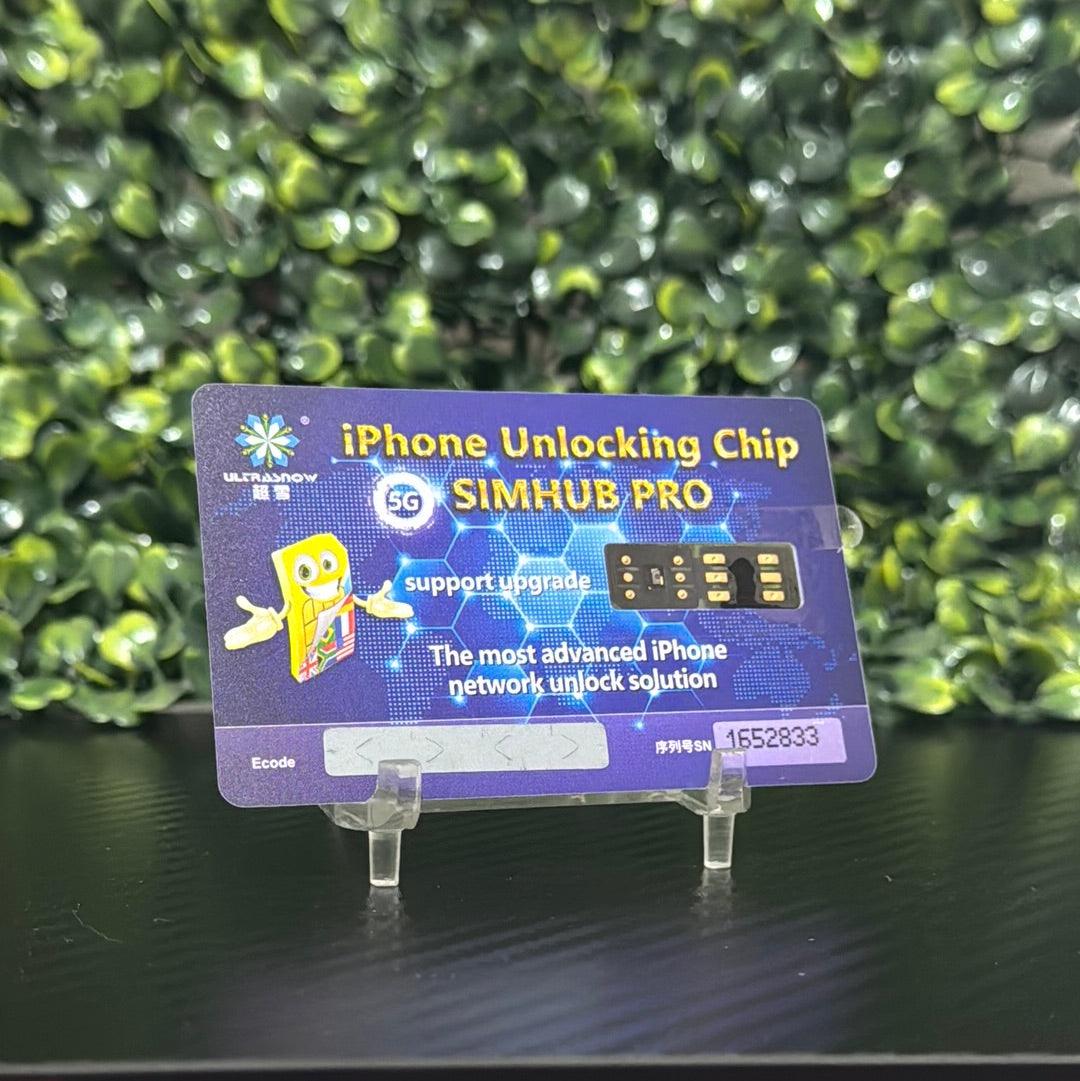 iPhone Unlocking Chip
ULTRASNOW
超雪
5G
SIMHUB PRO
support upgrade
The most advanced iPhone
network unlock solution
Ecode
序列号SN
1652833